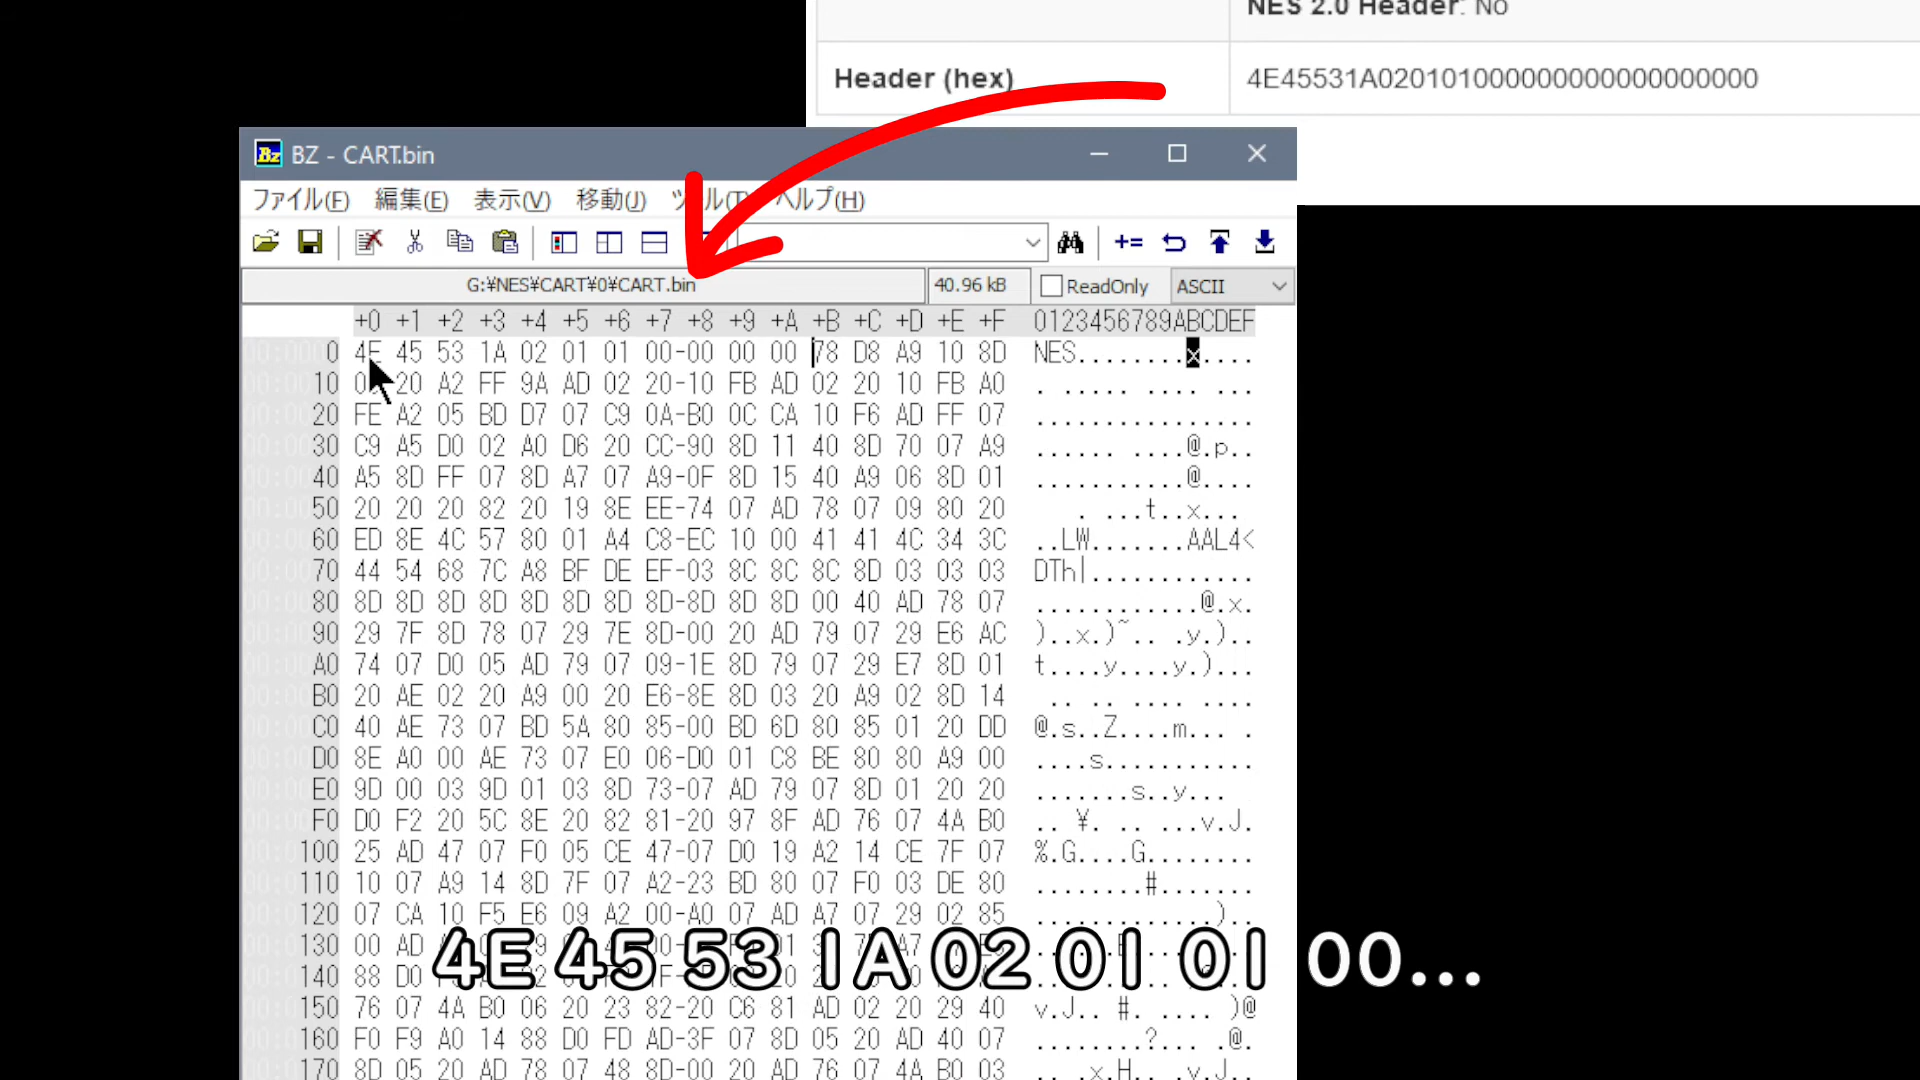 NES 2.0 Header: No
Header (hex) 4E45531A020101000000000000000000
BZ - CART.bin
ファイル(F) 編集(E) 表示(V) 移動(J) ヘルプ(H)
G:¥NES¥CART¥0¥CART.bin 40.96 kB ReadOnly ASCII
+0 +1 +2 +3 +4 +5 +6 +7 +8 +9 +A +B +C +D +E +F 0123456789ABCDEF
0 4E 45 53 1A 02 01 01 00-00 00 00 78 D8 A9 10 8D NES........x....
10 20 A2 FF 9A AD 02 20-10 FB AD 02 20 10 FB A0 . ..... .... ...
20 FE A2 05 BD D7 07 C9 0A-B0 0C CA 10 F6 AD FF 07 ................
30 C9 A5 D0 02 A0 D6 20 CC-90 8D 11 40 8D 70 07 A9 ...... ....@.p..
40 A5 8D FF 07 8D A7 07 A9-0F 8D 15 40 A9 06 8D 01 ...........@....
50 20 20 20 82 20 19 8E EE-74 07 AD 78 07 09 80 20 . ...t..x...
60 ED 8E 4C 57 80 01 A4 C8-EC 10 00 41 41 4C 34 3C ..LW.......AAL4<
70 44 54 68 7C A8 BF DE EF-03 8C 8C 8C 8D 03 03 03 DTh|............
80 8D 8D 8D 8D 8D 8D 8D 8D-8D 8D 8D 00 40 AD 78 07 ............@.x.
90 29 7F 8D 78 07 29 7E 8D-00 20 AD 79 07 29 E6 AC )..x.)~.. .y.)..
A0 74 07 D0 05 AD 79 07 09-1E 8D 79 07 29 E7 8D 01 t....y....y.)...
B0 20 AE 02 20 A9 00 20 E6-8E 8D 03 20 A9 02 8D 14 .. .. .... ....
C0 40 AE 73 07 BD 5A 80 85-00 BD 6D 80 85 01 20 DD @.s..Z....m... .
D0 8E A0 00 AE 73 07 E0 06-D0 01 C8 BE 80 80 A9 00 ....s...........
E0 9D 00 03 9D 01 03 8D 73-07 AD 79 07 8D 01 20 20 .......s..y...
F0 D0 F2 20 5C 8E 20 82 81-20 97 8F AD 76 07 4A B0 .. ¥. .. ...v.J.
100 25 AD 47 07 F0 05 CE 47-07 D0 19 A2 14 CE 7F 07 %.G....G........
110 10 07 A9 14 8D 7F 07 A2-23 BD 80 07 F0 03 DE 80 ........#.......
120 07 CA 10 F5 E6 09 A2 00-A0 07 AD A7 07 29 02 85 .............)..
130 00 AD
140 88 D0
150 76 07 4A B0 06 20 23 82-20 C6 81 AD 02 20 29 40 v.J.. #. .... )@
160 F0 F9 A0 14 88 D0 FD AD-3F 07 8D 05 20 AD 40 07 ........?... .@.
170 8D 05 20 AD 78 07 48 8D-00 20 AD 76 07 4A B0 03 .. .x.H.. .v.J..
4E 45 53 1A 02 01 01 00...